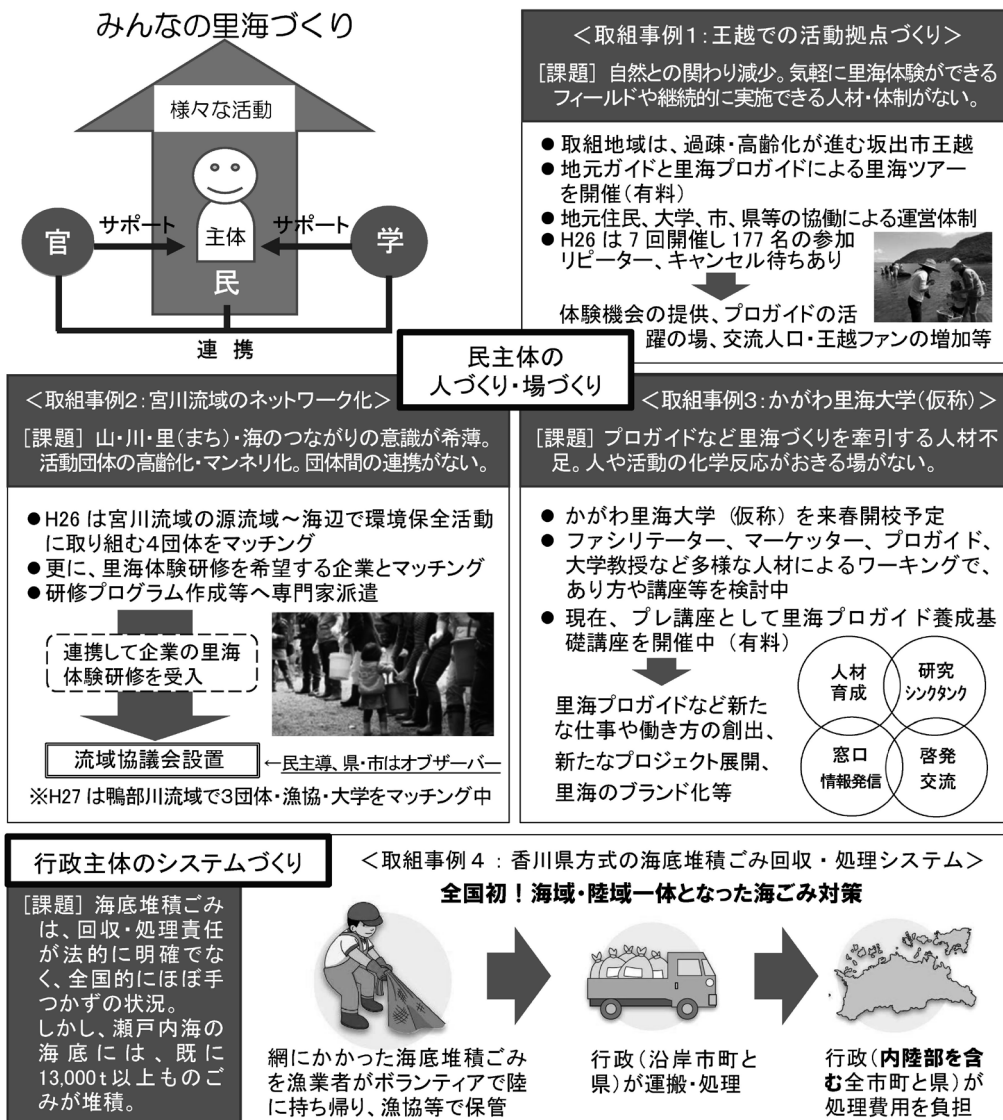 みんなの里海づくり
様々な活動
官
サポート
主体
サポート
学
民
連 携
<取組事例1:王越での活動拠点づくり>
[課題] 自然との関わり減少。気軽に里海体験ができる
フィールドや継続的に実施できる人材・体制がない。
● 取組地域は、過疎・高齢化が進む坂出市王越
● 地元ガイドと里海プロガイドによる里海ツアー
を開催(有料)
● 地元住民、大学、市、県等の協働による運営体制
● H26 は 7 回開催し 177 名の参加
リピーター、キャンセル待ちあり
体験機会の提供、プロガイドの活
躍の場、交流人口・王越ファンの増加等
民主体の
人づくり・場づくり
<取組事例2:宮川流域のネットワーク化>
[課題] 山・川・里(まち)・海のつながりの意識が希薄。
活動団体の高齢化・マンネリ化。団体間の連携がない。
● H26 は宮川流域の源流域~海辺で環境保全活動
に取り組む4団体をマッチング
● 更に、里海体験研修を希望する企業とマッチング
● 研修プログラム作成等へ専門家派遣
連携して企業の里海
体験研修を受入
流域協議会設置
←民主導、県・市はオブザーバー
※H27 は鴨部川流域で3団体・漁協・大学をマッチング中
<取組事例3:かがわ里海大学(仮称)>
[課題] プロガイドなど里海づくりを牽引する人材不
足。人や活動の化学反応がおきる場がない。
● かがわ里海大学 (仮称) を来春開校予定
● ファシリテーター、マーケッター、プロガイド、
大学教授など多様な人材によるワーキングで、
あり方や講座等を検討中
● 現在、プレ講座として里海プロガイド養成基
礎講座を開催中 (有料)
里海プロガイドなど新た
な仕事や働き方の創出、
新たなプロジェクト展開、
里海のブランド化等
人材
育成
研究
シンクタンク
窓口
情報発信
啓発
交流
行政主体のシステムづくり
<取組事例4 : 香川県方式の海底堆積ごみ回収・処理システム>
全国初!海域・陸域一体となった海ごみ対策
[課題] 海底堆積ごみ
は、回収・処理責任
が法的に明確でな
く、全国的にほぼ手
つかずの状況。
しかし、瀬戸内海の
海底には、既に
13,000t以上ものご
みが堆積。
網にかかった海底堆積ごみ
を漁業者がボランティアで陸
に持ち帰り、漁協等で保管
行政(沿岸市町と
県)が運搬・処理
行政(内陸部を含
む全市町と県)が
処理費用を負担